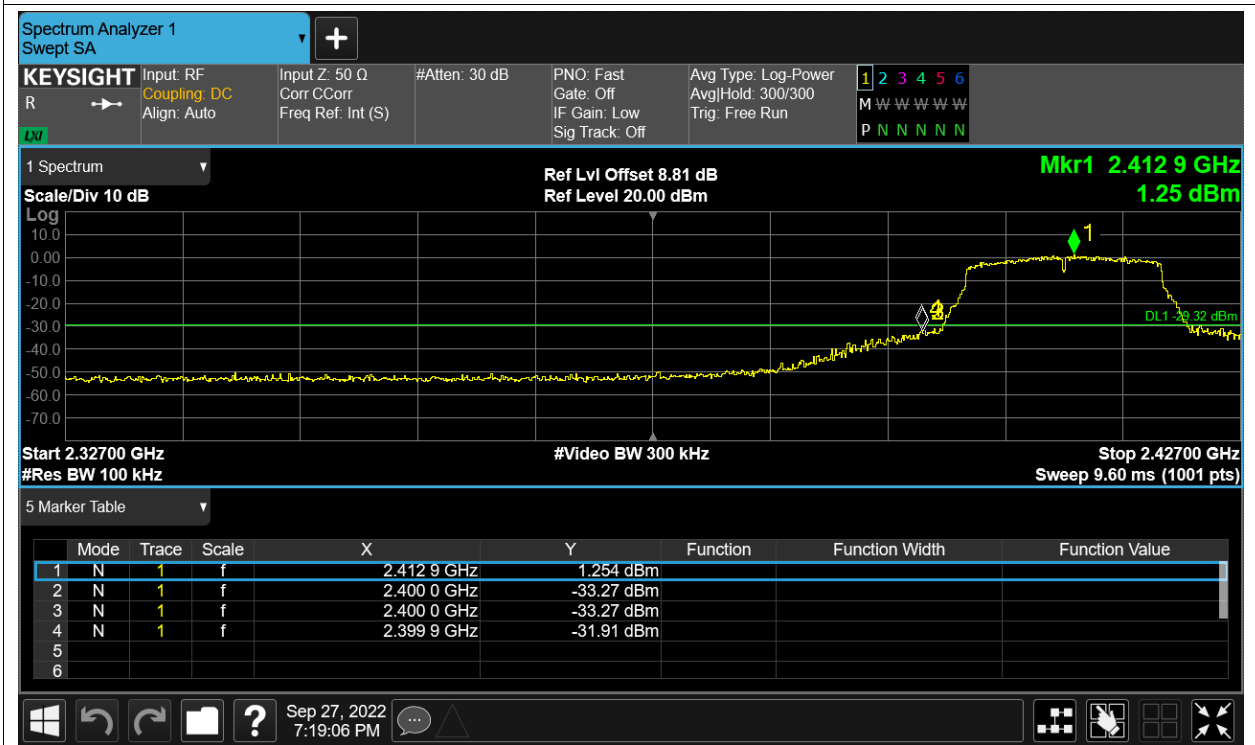 Spectrum Analyzer 1
Swept SA
+
KEYSIGHT Input: RF Input Z: 50 Ω #Atten: 30 dB PNO: Fast Avg Type: Log-Power 1 2 3 4 5 6
R Coupling: DC Corr CCorr Gate: Off Avg|Hold: 300/300 M W W W W W
Align: Auto Freq Ref: Int (S) IF Gain: Low Trig: Free Run
LXI Sig Track: Off P N N N N N
1 Spectrum Ref Lvl Offset 8.81 dB Mkr1 2.412 9 GHz
Scale/Div 10 dB Ref Level 20.00 dBm 1.25 dBm
Log
10.0
1
0.00
-10.0
-20.0
-30.0
DL1 -29.32 dBm
-40.0
-50.0
-60.0
-70.0
Start 2.32700 GHz #Video BW 300 kHz Stop 2.42700 GHz
#Res BW 100 kHz Sweep 9.60 ms (1001 pts)
5 Marker Table
Mode Trace Scale X Y Function Function Width Function Value
1 N 1 f 2.412 9 GHz 1.254 dBm
2 N 1 f 2.400 0 GHz -33.27 dBm
3 N 1 f 2.400 0 GHz -33.27 dBm
4 N 1 f 2.399 9 GHz -31.91 dBm
5
6
? Sep 27, 2022
7:19:06 PM